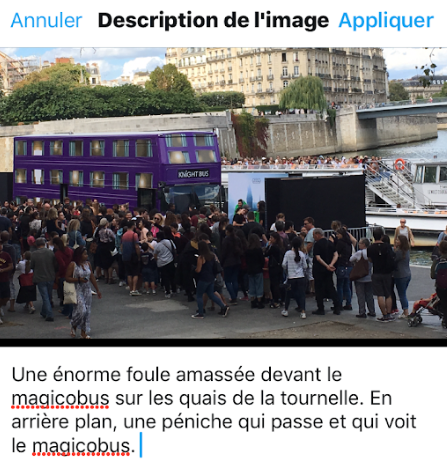 Annuler Description de l'image Appliquer
KNIGHT BUS
Une énorme foule amassée devant le
magicobus sur les quais de la tournelle. En
arrière plan, une péniche qui passe et qui voit
le magicobus.